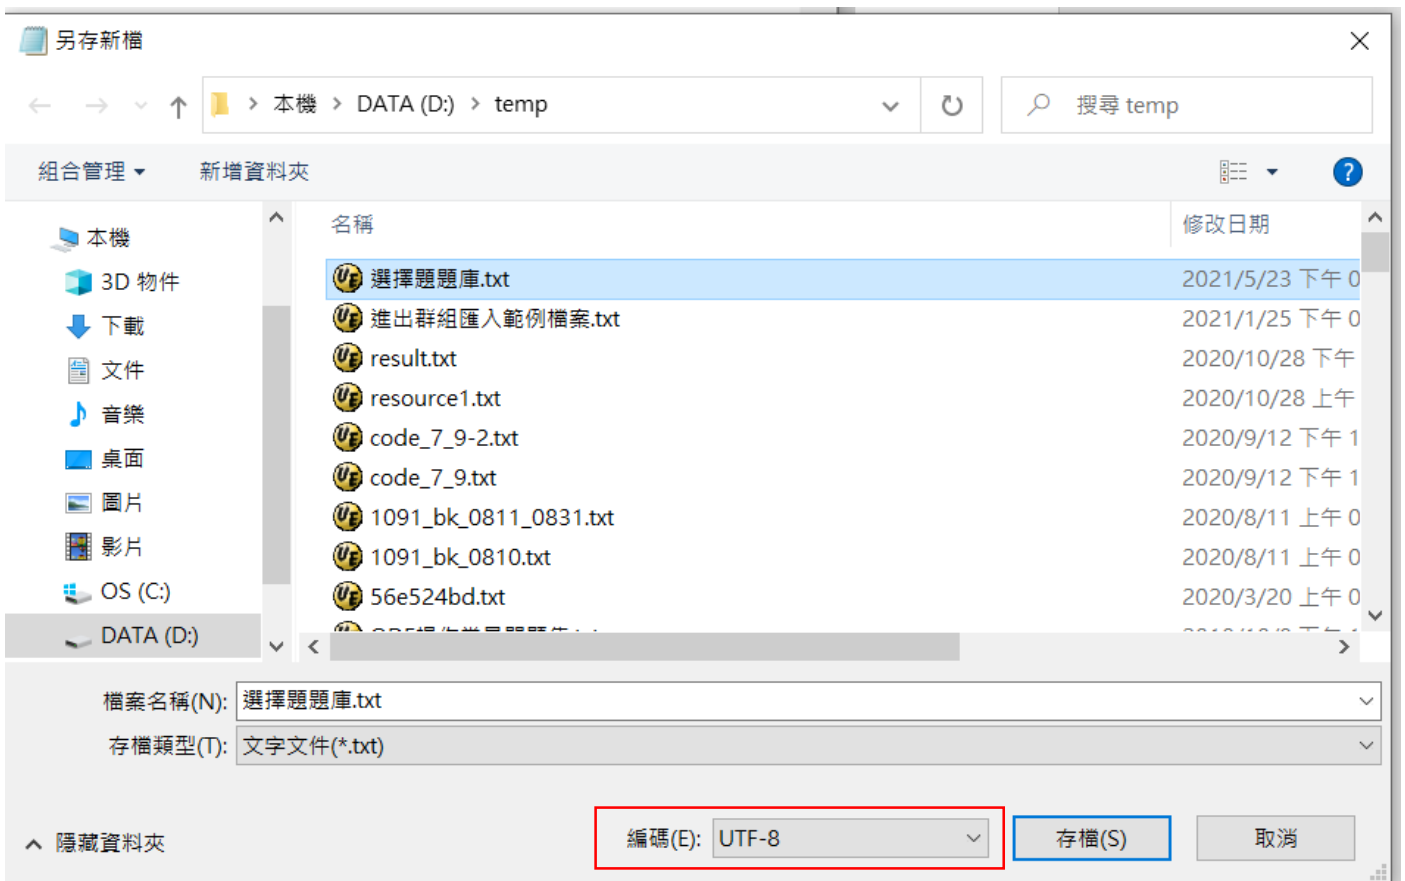 另存新檔
本機 > DATA (D:) > temp
搜尋 temp
組合管理
新增資料夾
本機
3D 物件
下載
文件
音樂
桌面
圖片
影片
OS (C:)
DATA (D:)
名稱 修改日期
選擇題題庫.txt 2021/5/23 下午 0
進出群組匯入範例檔案.txt 2021/1/25 下午 0
result.txt 2020/10/28 下午
resource1.txt 2020/10/28 上午
code_7_9-2.txt 2020/9/12 下午 1
code_7_9.txt 2020/9/12 下午 1
1091_bk_0811_0831.txt 2020/8/11 上午 0
1091_bk_0810.txt 2020/8/11 上午 0
56e524bd.txt 2020/3/20 上午 0
檔案名稱(N): 選擇題題庫.txt
存檔類型(T): 文字文件(*.txt)
隱藏資料夾
編碼(E): UTF-8
存檔(S)
取消